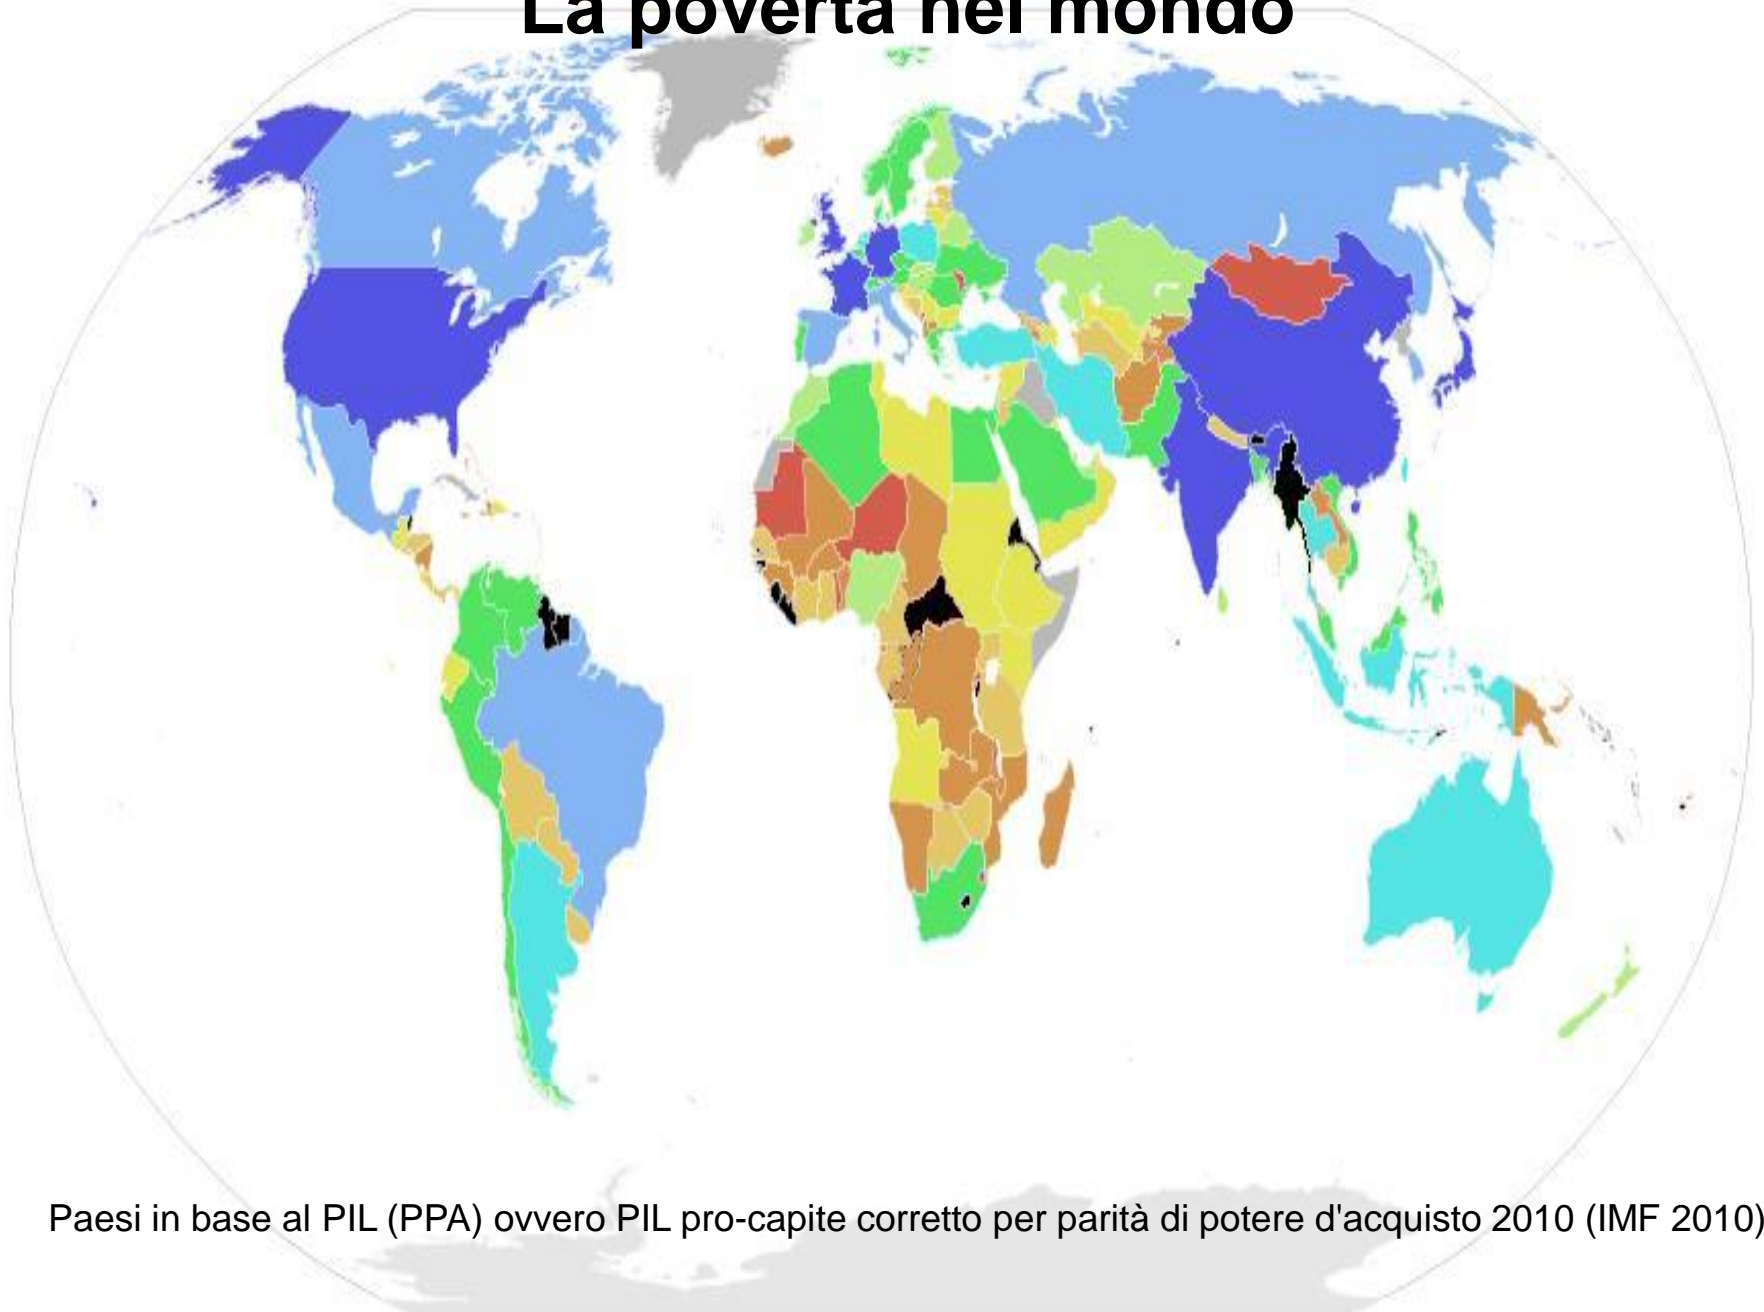 La povertà nel mondo
Paesi in base al PIL (PPA) ovvero PIL pro-capite corretto per parità di potere d'acquisto 2010 (IMF 2010)